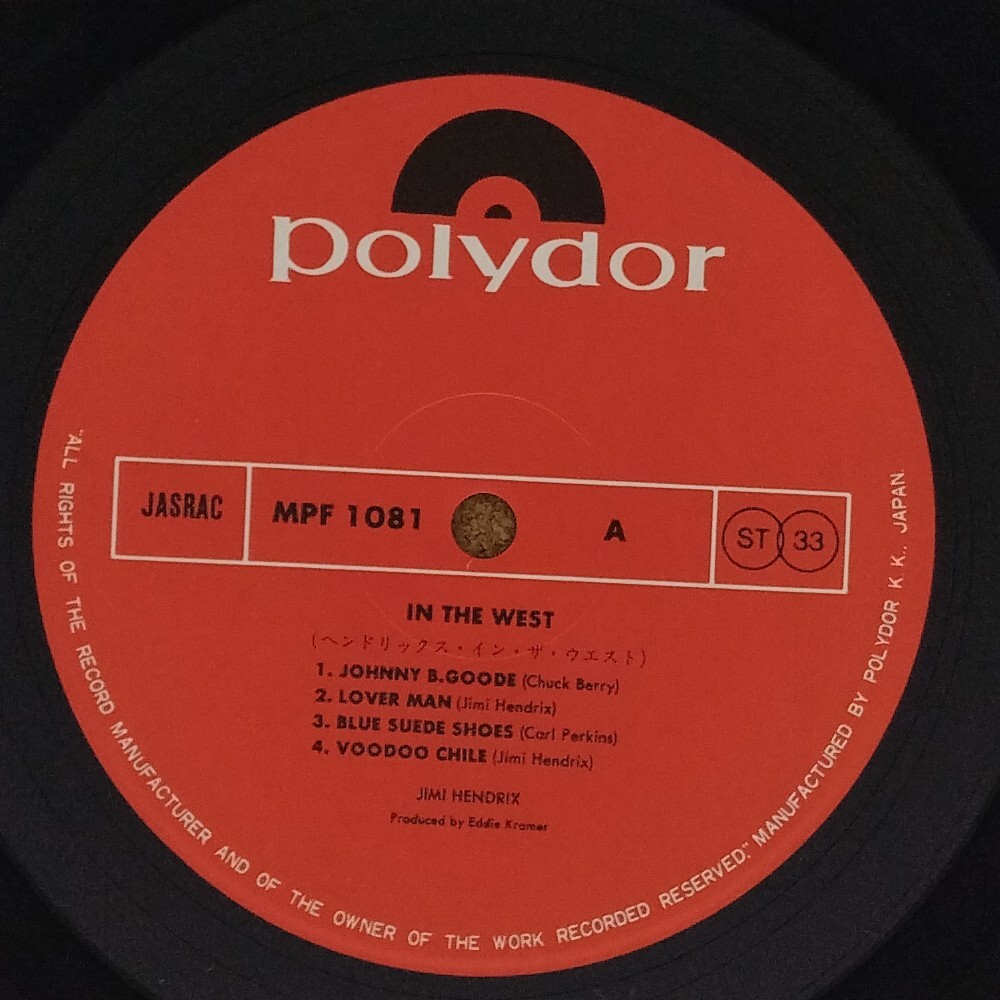 polydor
JASRAC
MPF 1081
A
ST 33
IN THE WEST
(ヘンドリックス・イン・ザ・ウエスト)
1. JOHNNY B.GOODE (Chuck Berry)
2. LOVER MAN (Jimi Hendrix)
3. BLUE SUEDE SHOES (Carl Perkins)
4. VOODOO CHILE (Jimi Hendrix)
JIMI HENDRIX
Produced by Eddie Kramer
"ALL RIGHTS OF THE RECORD MANUFACTURER AND OF THE OWNER OF THE WORK RECORDED RESERVED." MANUFACTURED BY POLYDOR K. K., JAPAN.